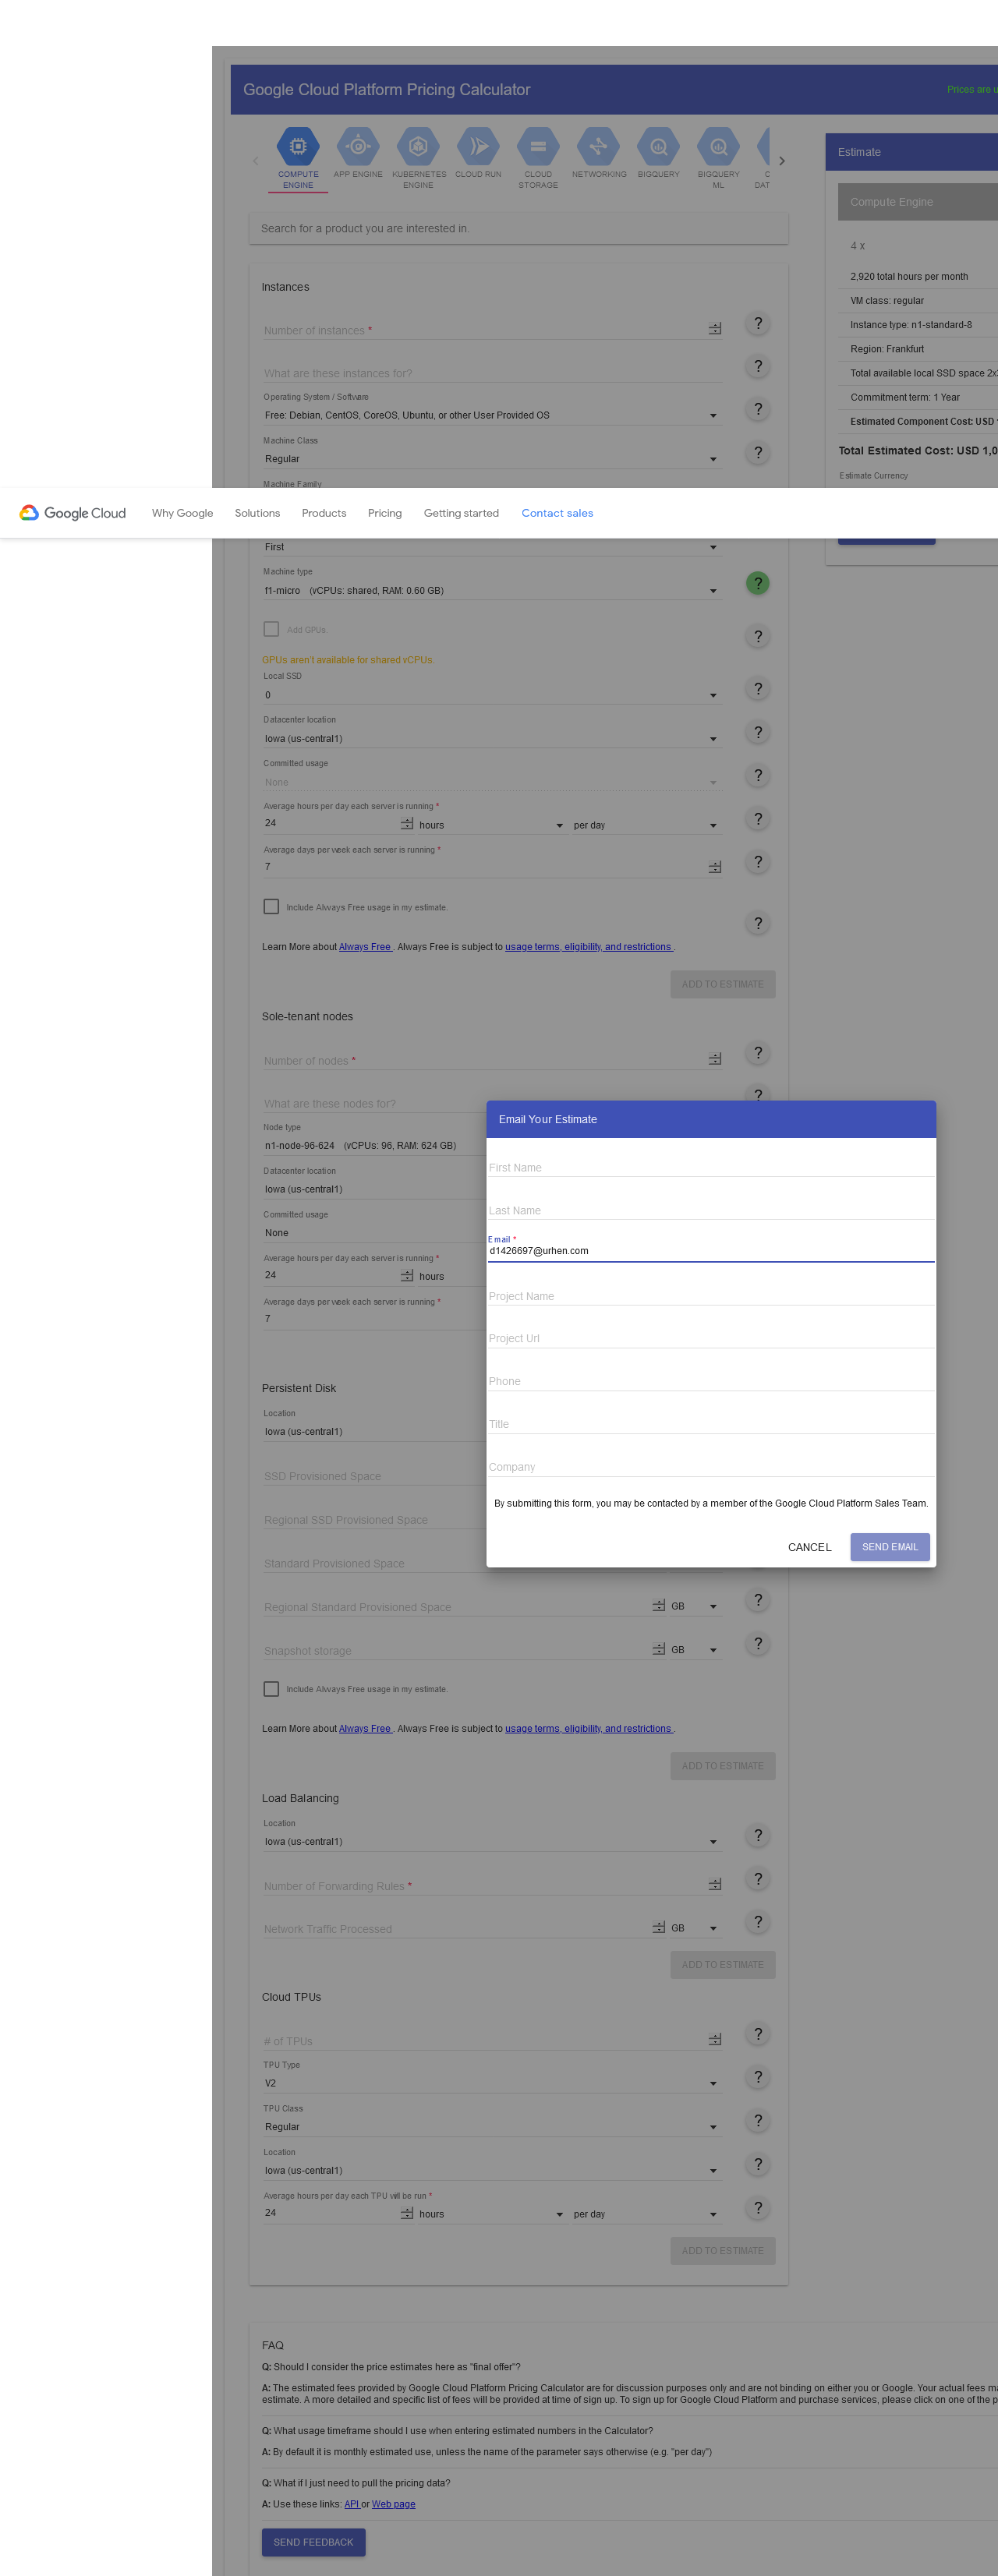 Google Cloud Platform Pricing Calculator
Prices are u
COMPUTE ENGINE
APP ENGINE
KUBERNETES ENGINE
CLOUD RUN
CLOUD STORAGE
NETWORKING
BIGQUERY
BIGQUERY ML
Search for a product you are interested in.
Estimate
Compute Engine
4 x
2,920 total hours per month
VM class: regular
Instance type: n1-standard-8
Region: Frankfurt
Total available local SSD space 2x
Commitment term: 1 Year
Estimated Component Cost: USD
Total Estimated Cost: USD 1,0
Estimate Currency
Instances
Number of instances *
What are these instances for?
Operating System / Software
Free: Debian, CentOS, CoreOS, Ubuntu, or other User Provided OS
Machine Class
Regular
Machine Family
Google Cloud Why Google Solutions Products Pricing Getting started Contact sales
First
Machine type
f1-micro (vCPUs: shared, RAM: 0.60 GB)
Add GPUs.
GPUs aren't available for shared vCPUs.
Local SSD
0
Datacenter location
Iowa (us-central1)
Committed usage
None
Average hours per day each server is running *
24 hours per day
Average days per week each server is running *
7
Include Always Free usage in my estimate.
Learn More about Always Free . Always Free is subject to usage terms, eligibility, and restrictions .
ADD TO ESTIMATE
Sole-tenant nodes
Number of nodes *
What are these nodes for?
Node type
n1-node-96-624 (vCPUs: 96, RAM: 624 GB)
Datacenter location
Iowa (us-central1)
Committed usage
None
Average hours per day each server is running *
24 hours
Average days per week each server is running *
7
Email Your Estimate
First Name
Last Name
Email *
d1426697@urhen.com
Project Name
Project Url
Phone
Title
Company
By submitting this form, you may be contacted by a member of the Google Cloud Platform Sales Team.
CANCEL SEND EMAIL
Persistent Disk
Location
Iowa (us-central1)
SSD Provisioned Space
Regional SSD Provisioned Space
Standard Provisioned Space
Regional Standard Provisioned Space GB
Snapshot storage GB
Include Always Free usage in my estimate.
Learn More about Always Free . Always Free is subject to usage terms, eligibility, and restrictions .
ADD TO ESTIMATE
Load Balancing
Location
Iowa (us-central1)
Number of Forwarding Rules *
Network Traffic Processed GB
ADD TO ESTIMATE
Cloud TPUs
# of TPUs
TPU Type
V2
TPU Class
Regular
Location
Iowa (us-central1)
Average hours per day each TPU will be run *
24 hours per day
ADD TO ESTIMATE
FAQ
Q: Should I consider the price estimates here as "final offer"?
A: The estimated fees provided by Google Cloud Platform Pricing Calculator are for discussion purposes only and are not binding on either you or Google. Your actual fees ma
estimate. A more detailed and specific list of fees will be provided at time of sign up. To sign up for Google Cloud Platform and purchase services, please click on one of the p
Q: What usage timeframe should I use when entering estimated numbers in the Calculator?
A: By default it is monthly estimated use, unless the name of the parameter says otherwise (e.g. "per day")
Q: What if I just need to pull the pricing data?
A: Use these links: API or Web page
SEND FEEDBACK